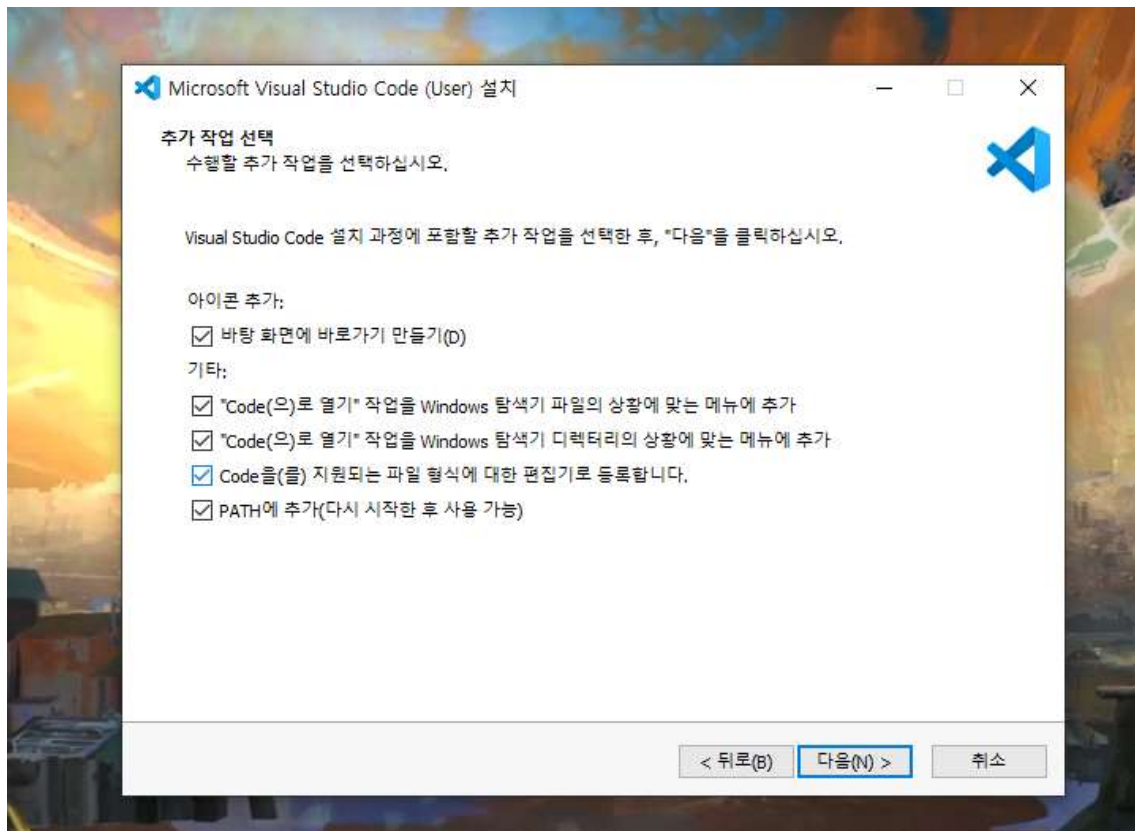 Microsoft Visual Studio Code (User) 설치
추가 작업 선택
수행할 추가 작업을 선택하십시오.
Visual Studio Code 설치 과정에 포함할 추가 작업을 선택한 후, "다음"을 클릭하십시오.
아이콘 추가:
바탕 화면에 바로가기 만들기(D)
기타:
"Code(으)로 열기" 작업을 Windows 탐색기 파일의 상황에 맞는 메뉴에 추가
"Code(으)로 열기" 작업을 Windows 탐색기 디렉터리의 상황에 맞는 메뉴에 추가
Code을(를) 지원되는 파일 형식에 대한 편집기로 등록합니다.
PATH에 추가(다시 시작한 후 사용 가능)
< 뒤로(B) 다음(N) > 취소